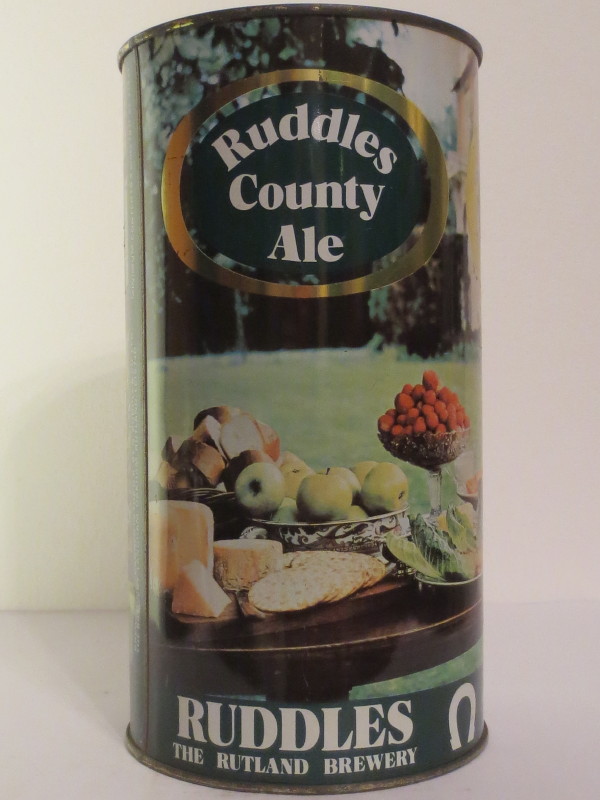 Ruddles
County
Ale
RUDDLES
THE RUTLAND BREWERY